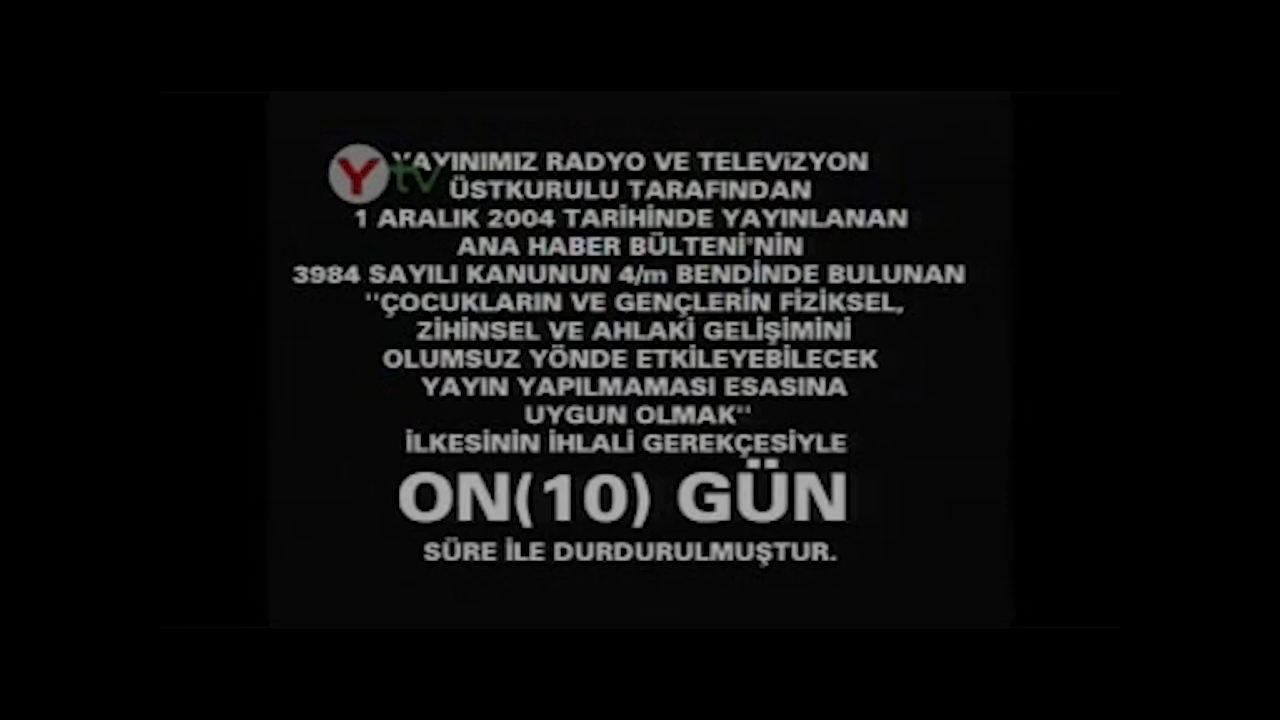 Y tv
YAYINIMIZ RADYO VE TELEVİZYON
ÜSTKURULU TARAFINDAN
1 ARALIK 2004 TARİHİNDE YAYINLANAN
ANA HABER BÜLTENİ'NİN
3984 SAYILI KANUNUN 4/m BENDİNDE BULUNAN
"ÇOCUKLARIN VE GENÇLERİN FİZİKSEL,
ZİHİNSEL VE AHLAKİ GELİŞİMİNİ
OLUMSUZ YÖNDE ETKİLEYEBİLECEK
YAYIN YAPILMAMASI ESASINA
UYGUN OLMAK"
İLKESİNİN İHLALİ GEREKÇESİYLE
ON(10) GÜN
SÜRE İLE DURDURULMUŞTUR.